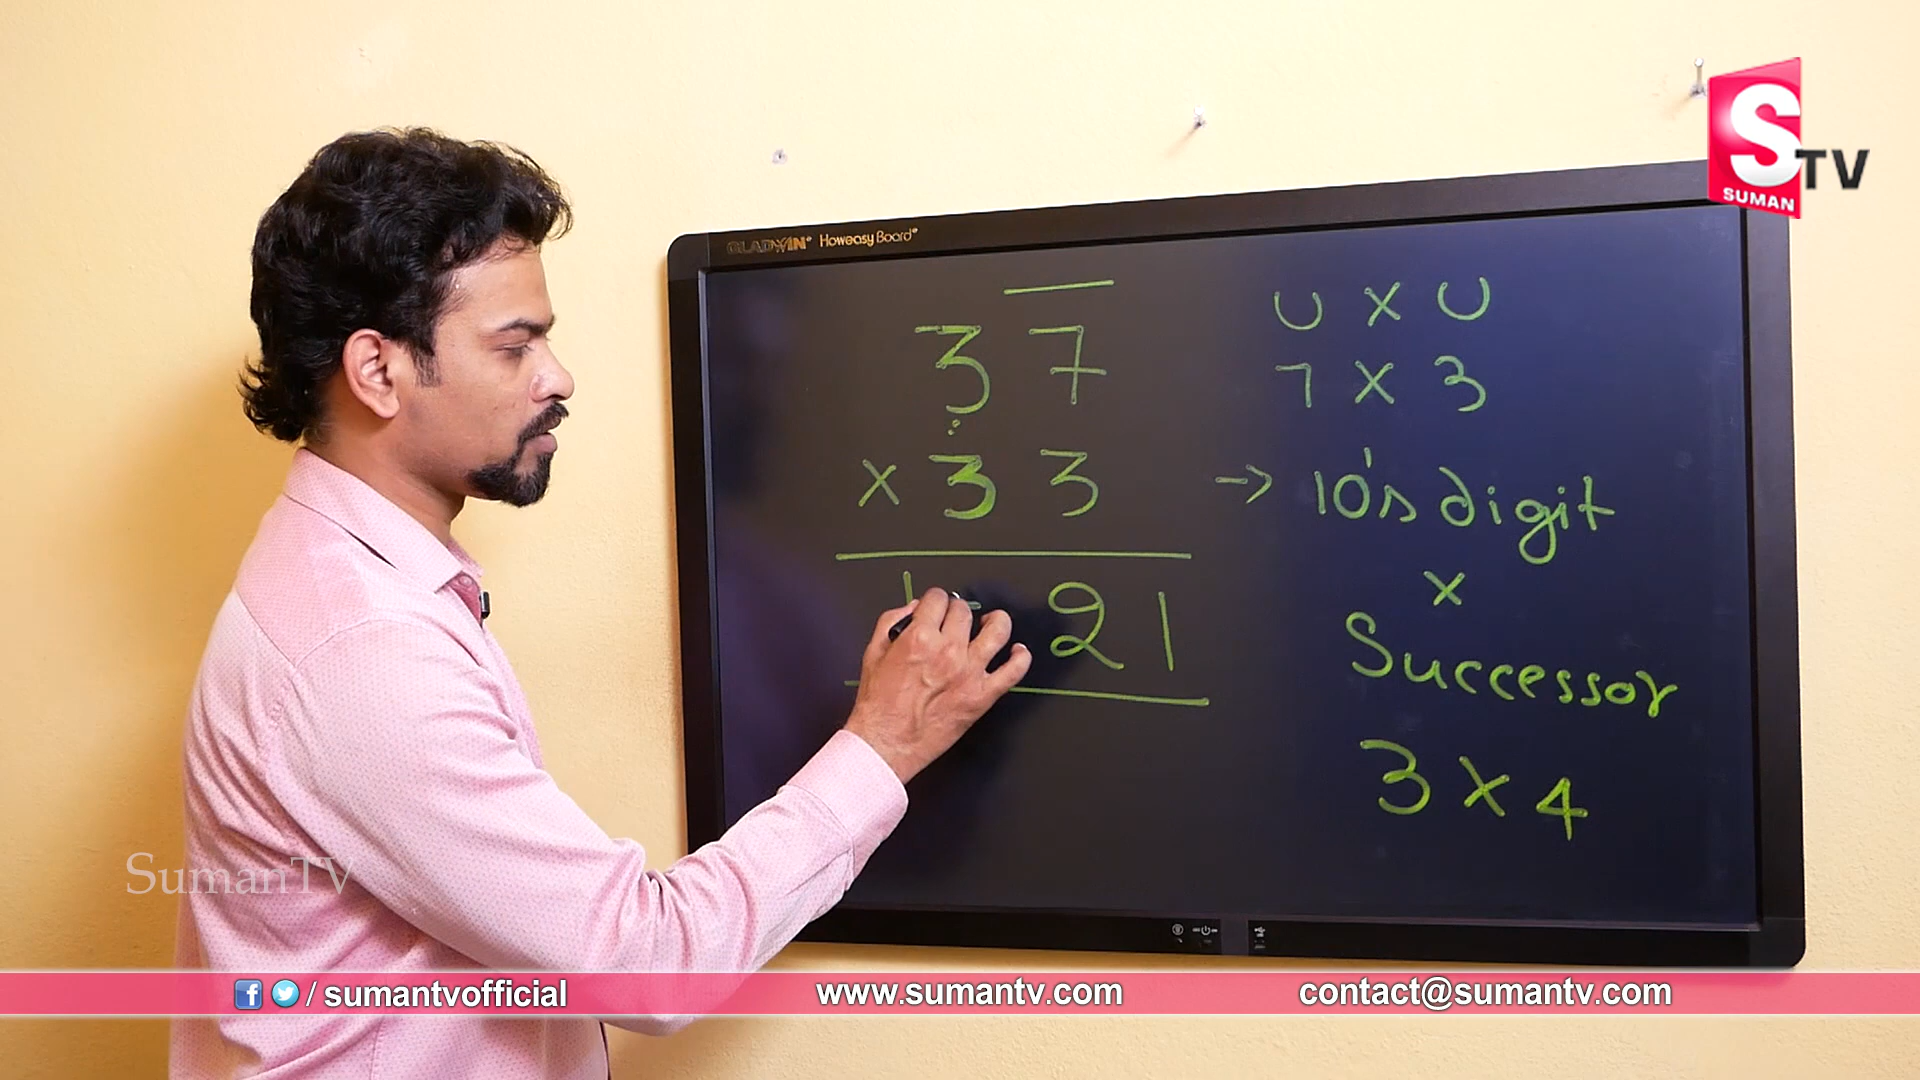 S TV
SUMAN
GLADWIN Howeasy Board
37
× 33
21
U × U
7 × 3
→ 10's digit
×
Successor
3 × 4
SumanTV
/ sumantvofficial
www.sumantv.com
contact@sumantv.com